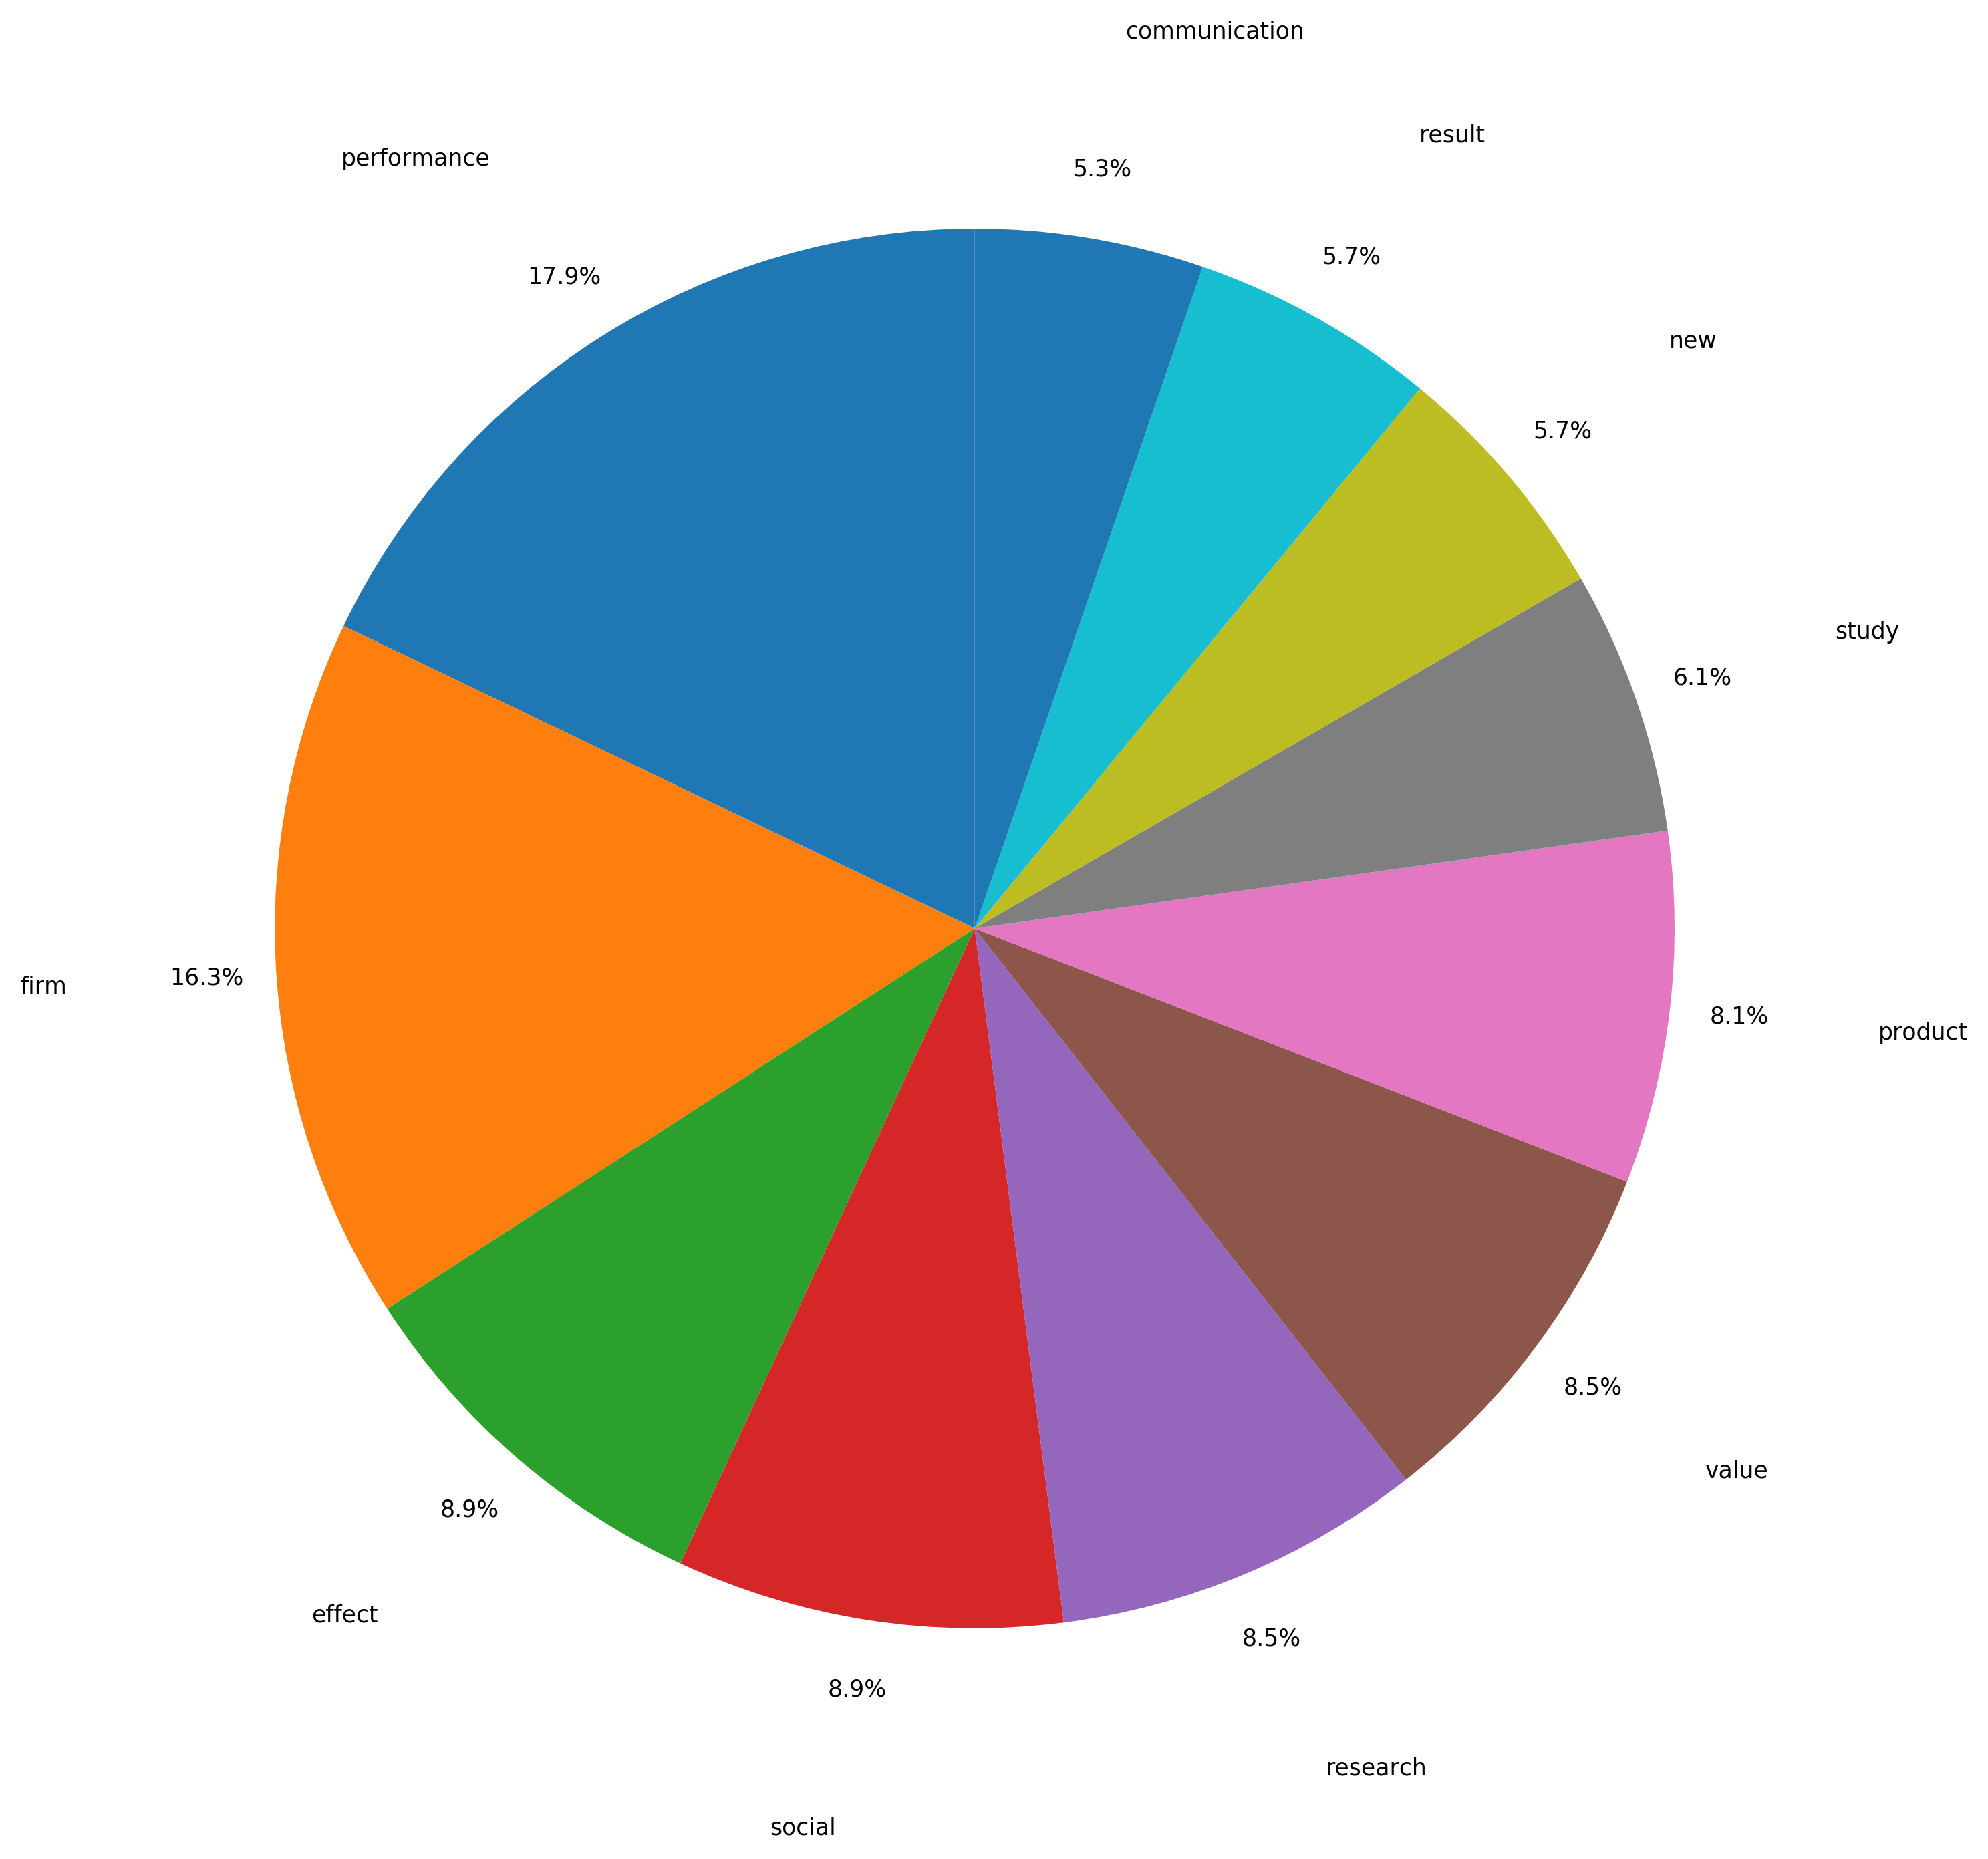 communication
result
performance
5.3%
5.7%
17.9%
new
5.7%
study
6.1%
firm
16.3%
8.1%
product
8.5%
value
8.9%
effect
8.5%
8.9%
research
social